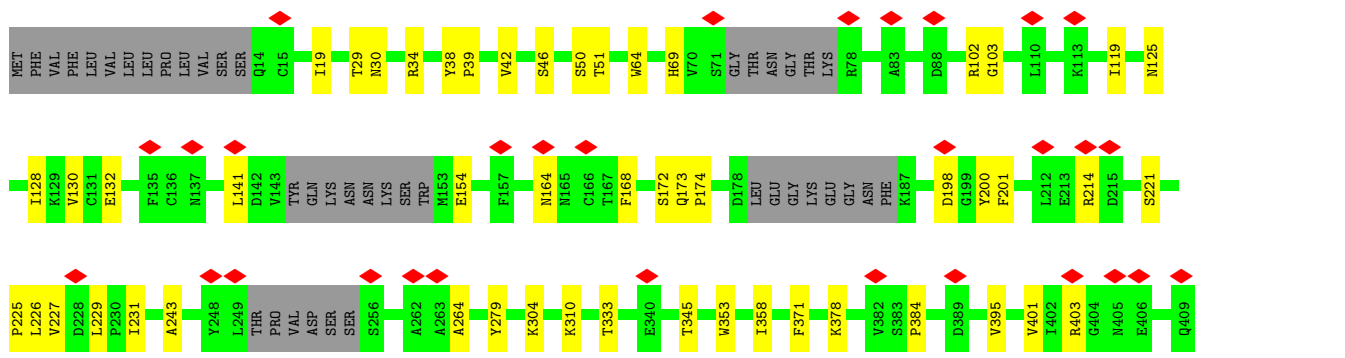 MET PHE VAL PHE LEU VAL LEU LEU PRO LEU VAL SER SER Q14 C15 I19 T29 N30 R34 Y38 P39 V42 S46 S50 T51 W64 H69 V70 S71 GLY THR ASN GLY THR LYS R78 A83 D88 R102 G103 L110 K113 I119 N125
I128 K129 V130 C131 E132 F135 C136 N137 L141 D142 V143 TYR GLN LYS ASN ASN LYS SER TRP M153 E154 F157 N164 N165 C166 T167 F168 S172 Q173 P174 D178 LEU GLU GLY LYS GLU GLY ASN PHE K187 D198 G199 Y200 F201 L212 E213 R214 D215 S221
P225 L226 V227 D228 L229 P230 I231 A243 Y248 L249 THR PRO VAL ASP SER SER S256 A262 A263 A264 Y279 K304 K310 T333 E340 T345 W353 I358 F371 K378 V382 S383 P384 D389 V395 V401 I402 R403 G404 N405 E406 Q409